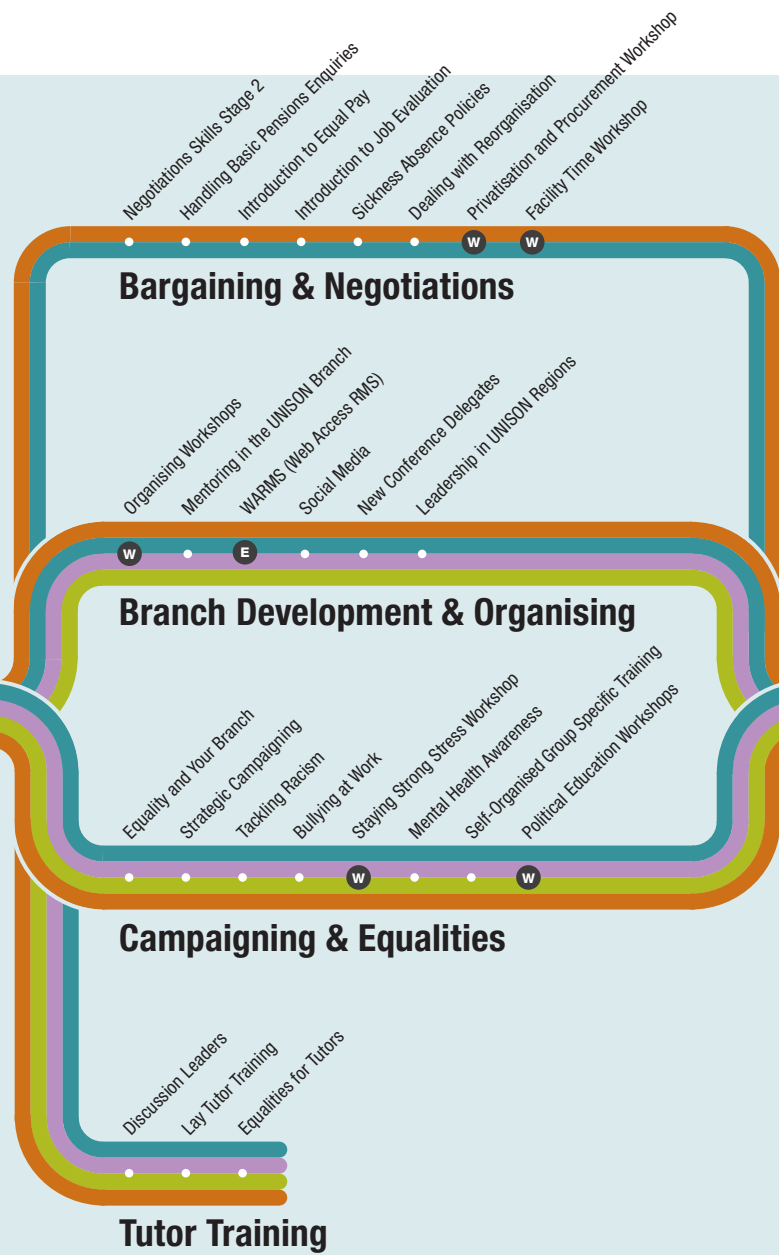 Negotiations Skills Stage 2
Handling Basic Pensions Enquiries
Introduction to Equal Pay
Introduction to Job Evaluation
Sickness Absence Policies
Dealing with Reorganisation
Privatisation and Procurement Workshop
Facility Time Workshop
W
W
Bargaining & Negotiations
Organising Workshops
Mentoring in the UNISON Branch
WARMS (Web Access RMS)
Social Media
New Conference Delegates
Leadership in UNISON Regions
W
E
Branch Development & Organising
Equality and Your Branch
Strategic Campaigning
Tackling Racism
Bullying at Work
Staying Strong Stress Workshop
Mental Health Awareness
Self-Organised Group Specific Training
Political Education Workshops
W
W
Campaigning & Equalities
Discussion Leaders
Lay Tutor Training
Equalities for Tutors
Tutor Training